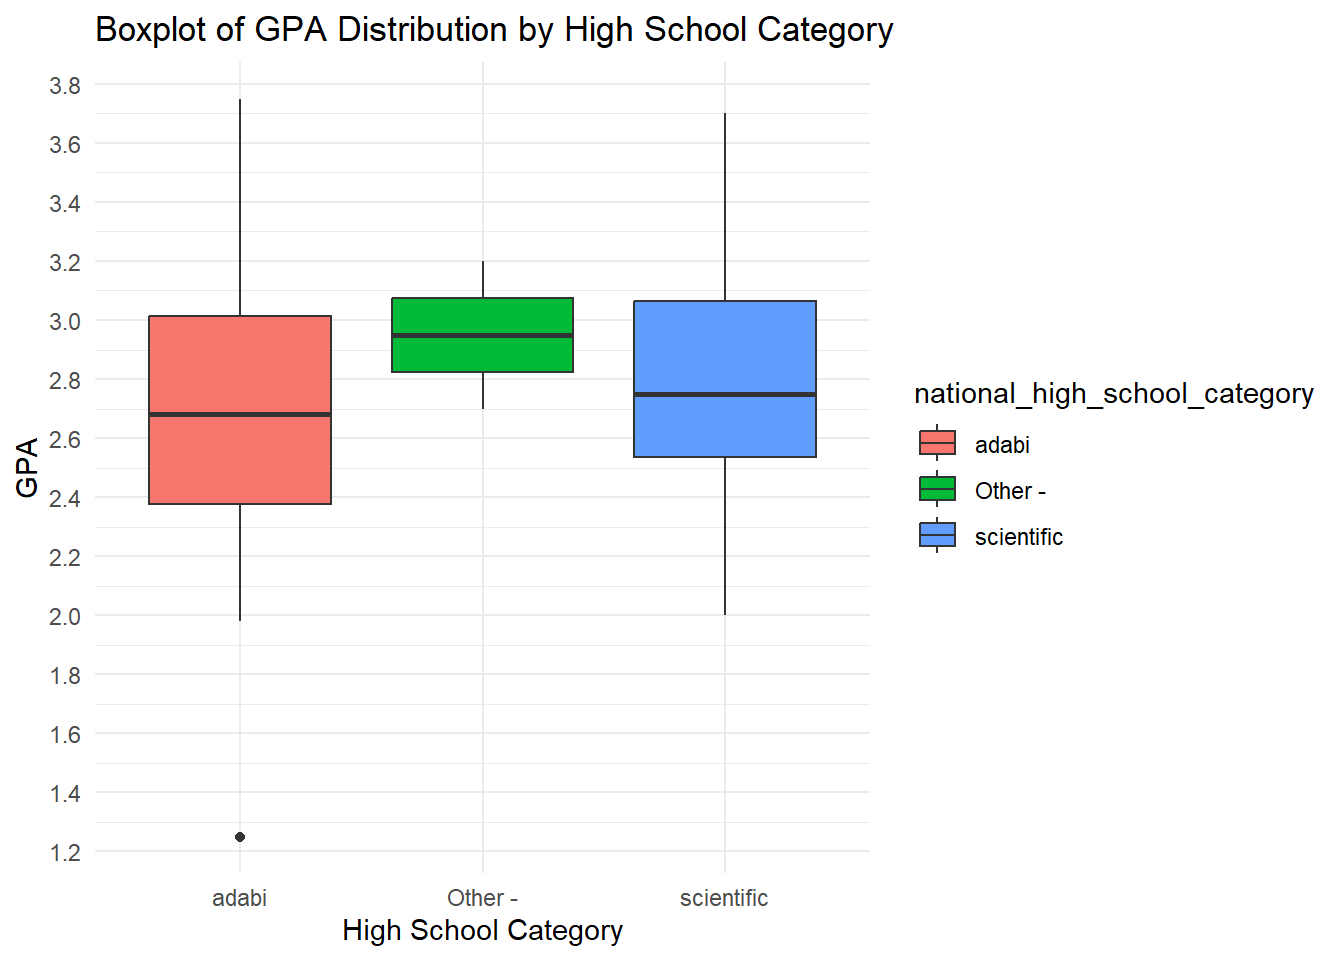 Boxplot of GPA Distribution by High School Category
3.8
3.6
3.4
3.2
3.0
2.8
2.6
2.4
2.2
2.0
1.8
1.6
1.4
1.2
GPA
adabi
Other -
scientific
High School Category
national_high_school_category
adabi
Other -
scientific